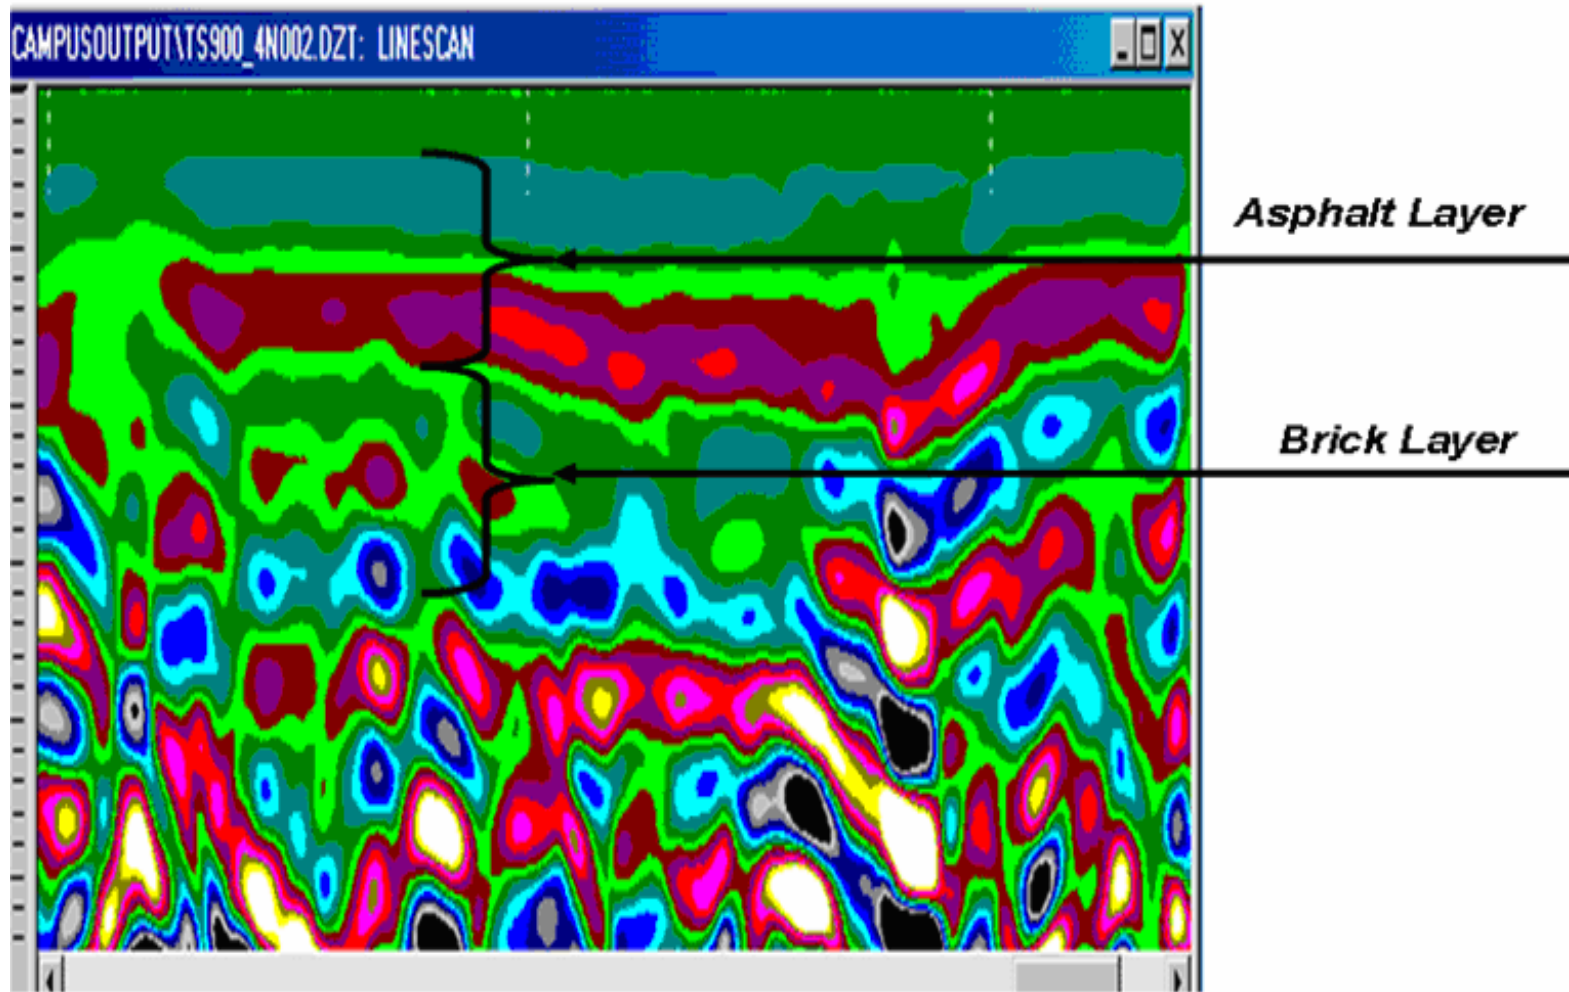 CAMPUSOUTPUT\TS900_4N002.DZT: LINESCAN
Asphalt Layer
Brick Layer